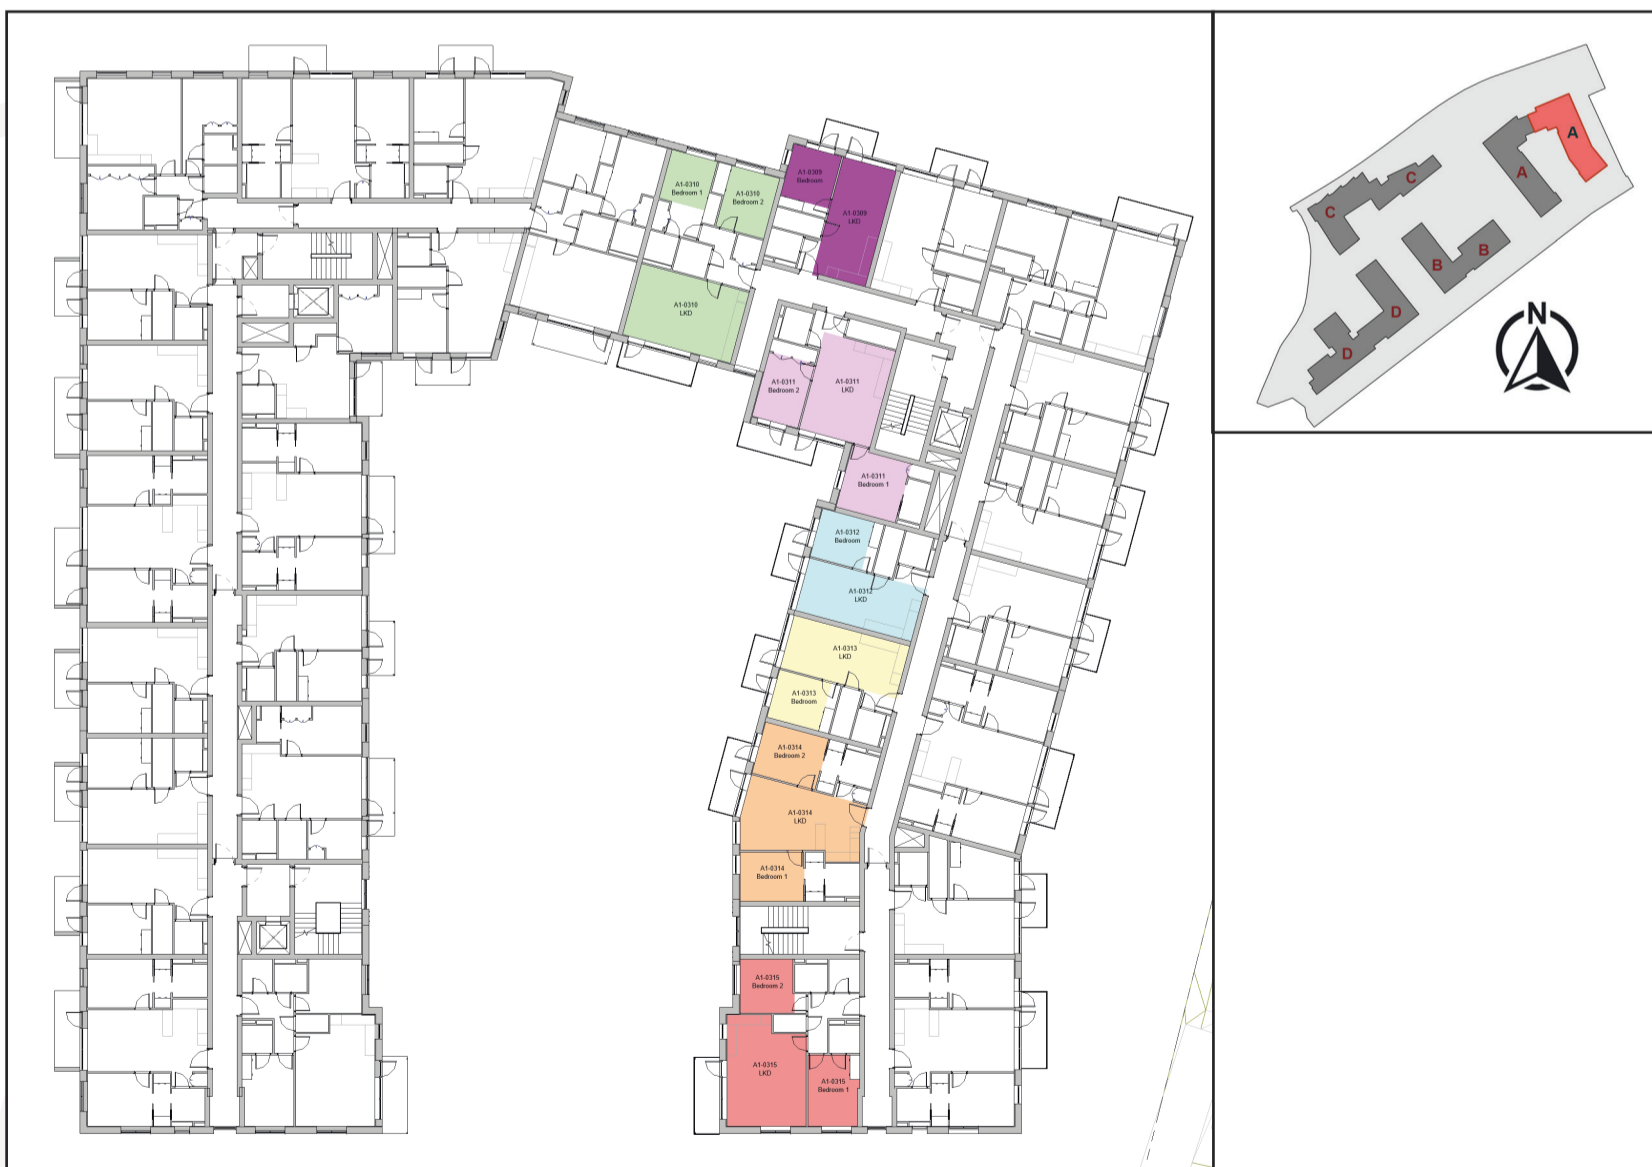 A1-0310
Bedroom 1
A1-0310
Bedroom 2
A1-0309
Bedroom
A1-0309
LKD
A1-0310
LKD
A1-0311
Bedroom 2
A1-0311
LKD
A1-0311
Bedroom 1
A1-0312
Bedroom
A1-0312
LKD
A1-0313
LKD
A1-0313
Bedroom
A1-0314
Bedroom 2
A1-0314
LKD
A1-0314
Bedroom 1
A1-0315
Bedroom 2
A1-0315
LKD
A1-0315
Bedroom 1
A
A
C
C
B
B
D
D
N